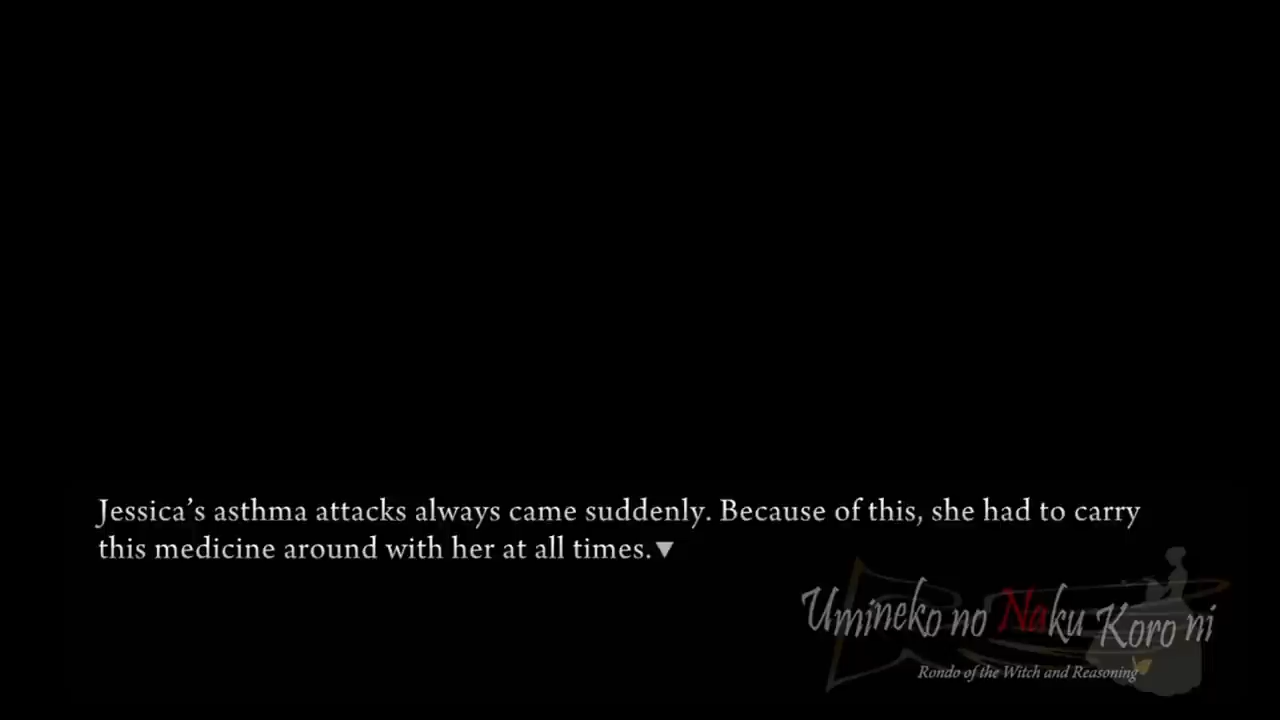 Jessica’s asthma attacks always came suddenly. Because of this, she had to carry
this medicine around with her at all times.▼
Umineko no Naku Koro ni
Rondo of the Witch and Reasoning